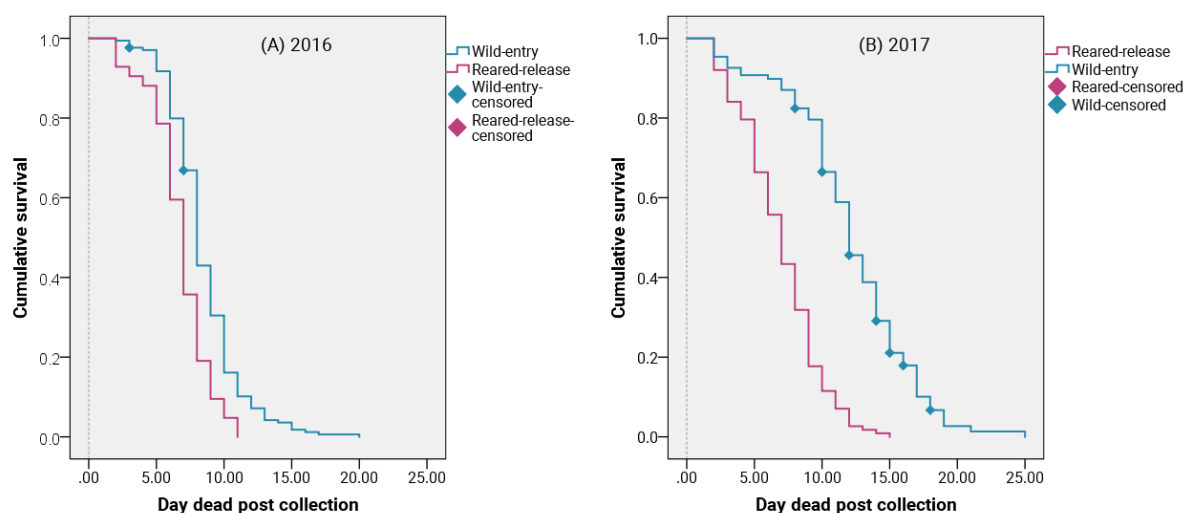 (A) 2016
Cumulative survival
1.0
0.8
0.6
0.4
0.2
0.0
.00 5.00 10.00 15.00 20.00 25.00
Day dead post collection
Wild-entry
Reared-release
Wild-entry-
censored
Reared-release-
censored
(B) 2017
Cumulative survival
1.0
0.8
0.6
0.4
0.2
0.0
.00 5.00 10.00 15.00 20.00 25.00
Day dead post collection
Reared-release
Wild-entry
Reared-censored
Wild-censored